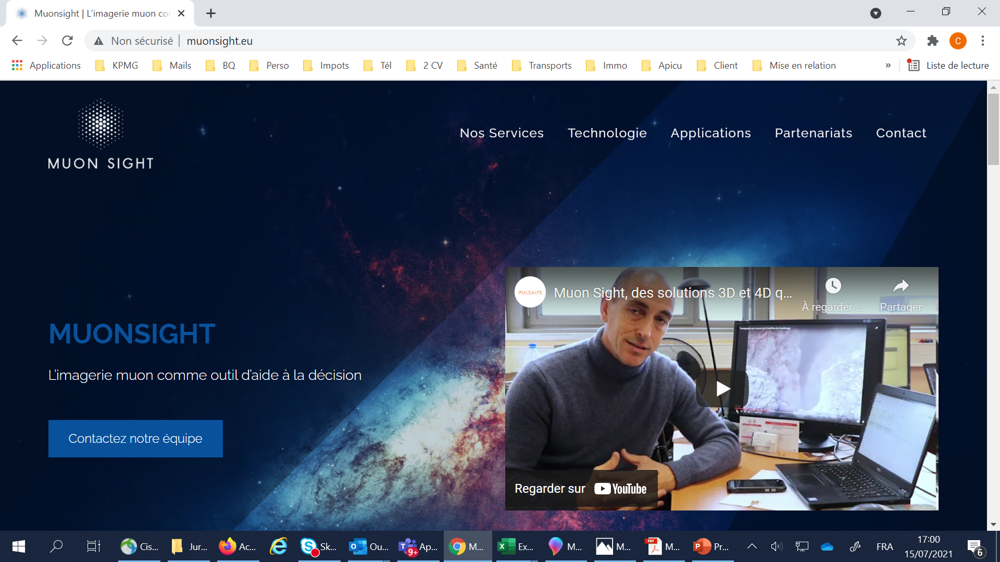 Muonsight | L'imagerie muon cor
Non sécurisé
muonsight.eu
Applications
KPMG
Mails
BQ
Perso
Impots
Tél
2 CV
Santé
Transports
Immo
Apicu
Client
Mise en relation
»
Liste de lecture
C
MUON SIGHT
Nos Services
Technologie
Applications
Partenariats
Contact
MUONSIGHT
L'imagerie muon comme outil d'aide à la décision
Contactez notre équipe
PULSALYS
Muon Sight, des solutions 3D et 4D q...
À regarder ...
Partager
Regarder sur YouTube
Cis...
Jur...
Ac...
Sk...
Ou...
9+
Ap...
M...
Ex...
M...
M...
PDF
M...
Pr...
FRA
17:00
15/07/2021
6